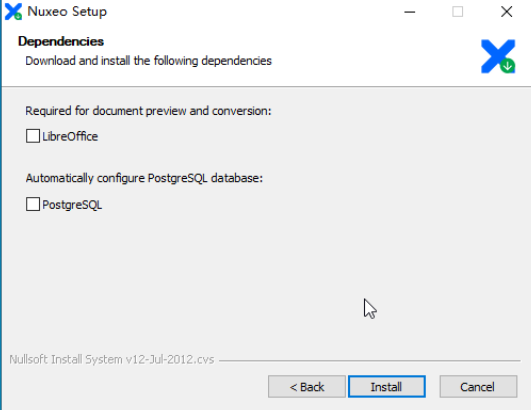 Nuxeo Setup
Dependencies
Download and install the following dependencies
Required for document preview and conversion:
LibreOffice
Automatically configure PostgreSQL database:
PostgreSQL
Nullsoft Install System v12-Jul-2012.cvs
< Back
Install
Cancel